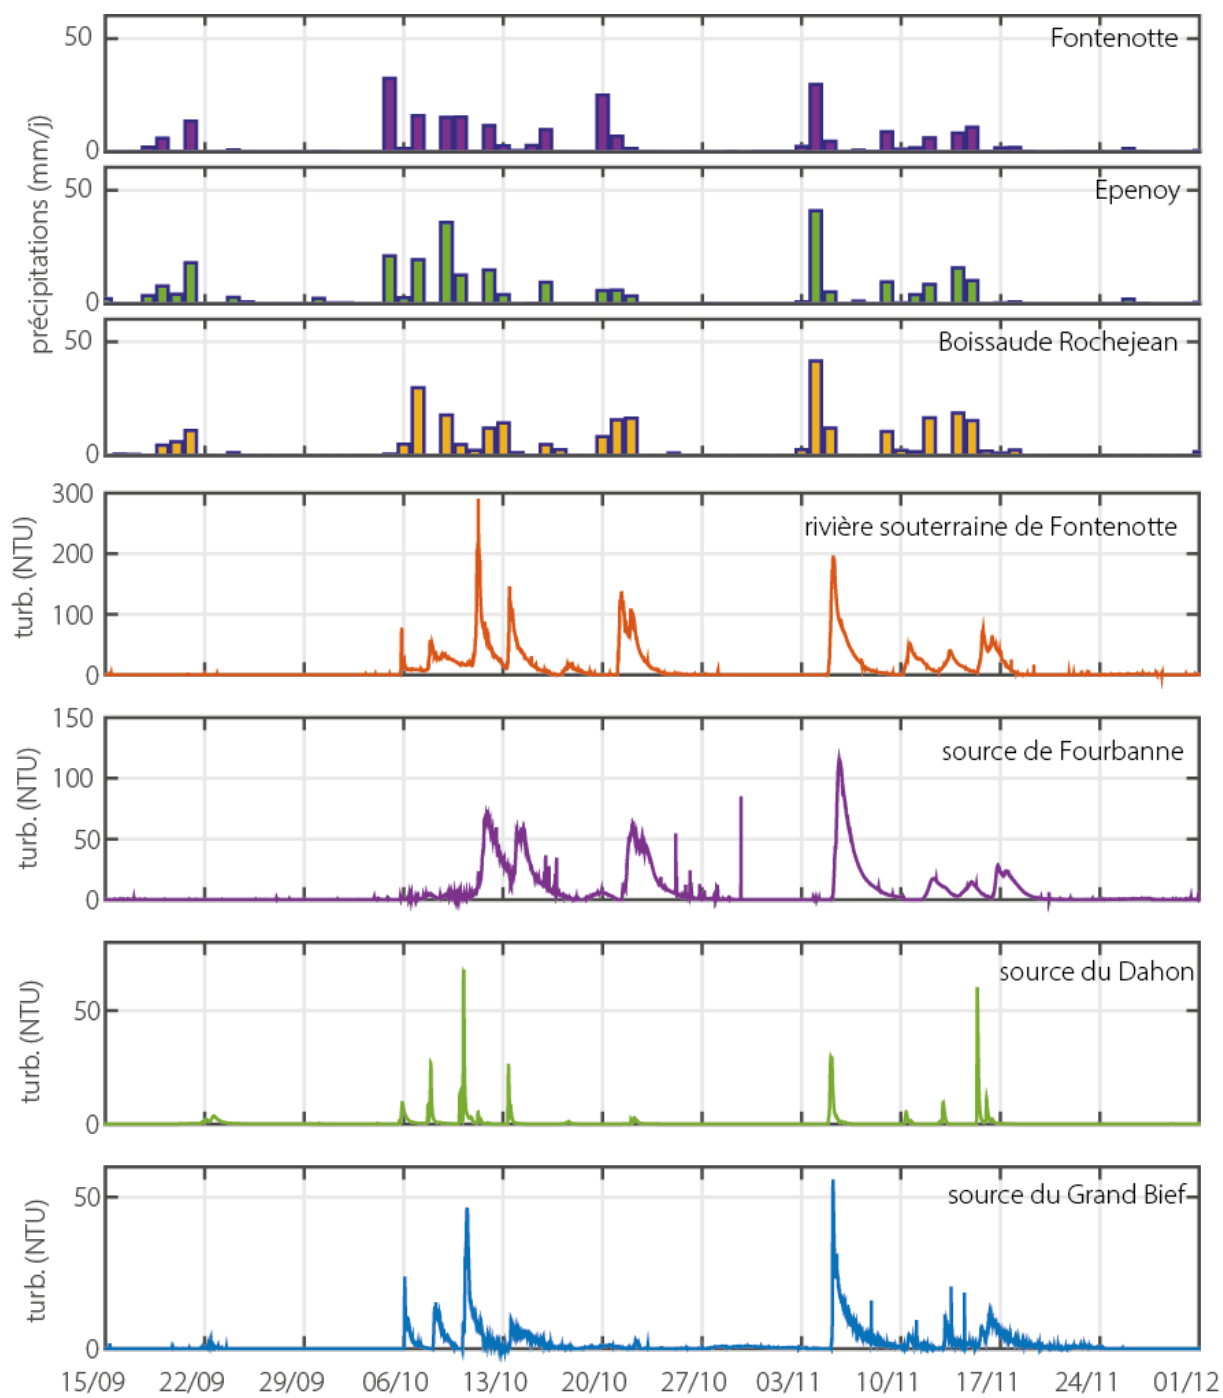 50
Fontenotte
0
précipitations (mm/j)
50
Epenoy
0
50
Boissaude Rochejean
0
300
rivière souterraine de Fontenotte
200
turb. (NTU)
100
0
150
source de Fourbanne
100
turb. (NTU)
50
0
source du Dahon
50
turb. (NTU)
0
source du Grand Bief
50
turb. (NTU)
0
15/09 22/09 29/09 06/10 13/10 20/10 27/10 03/11 10/11 17/11 24/11 01/12